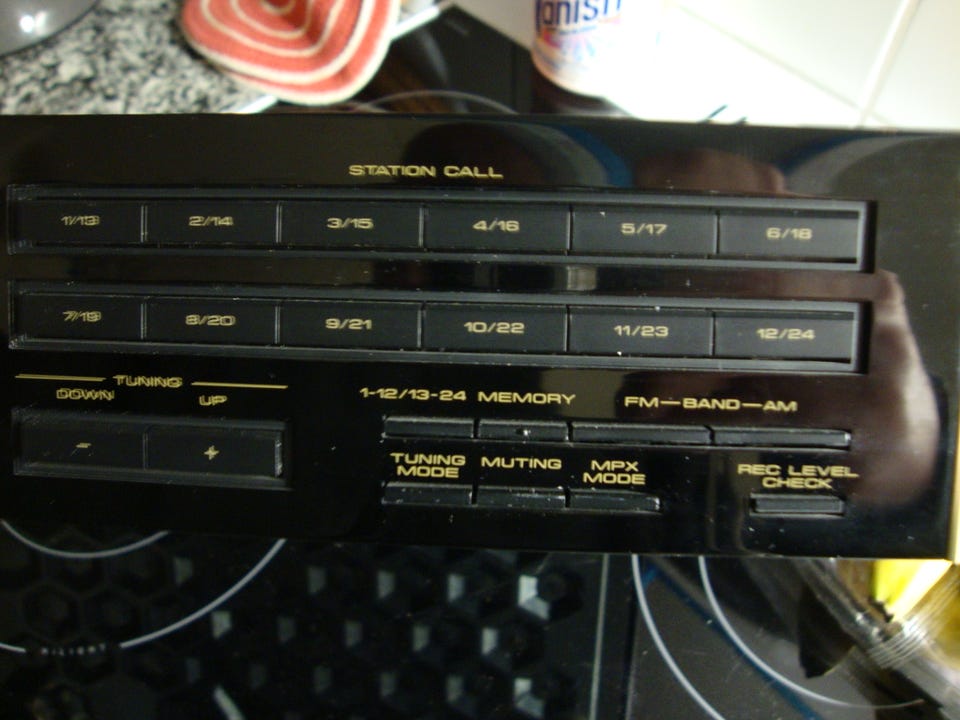 anish
STATION CALL
1/13 2/14 3/15 4/16 5/17 6/18
7/19 8/20 9/21 10/22 11/23 12/24
TUNING
DOWN UP
- +
1-12/13-24 MEMORY FM—BAND—AM
TUNING MODE
MUTING
MPX MODE
REC LEVEL
CHECK